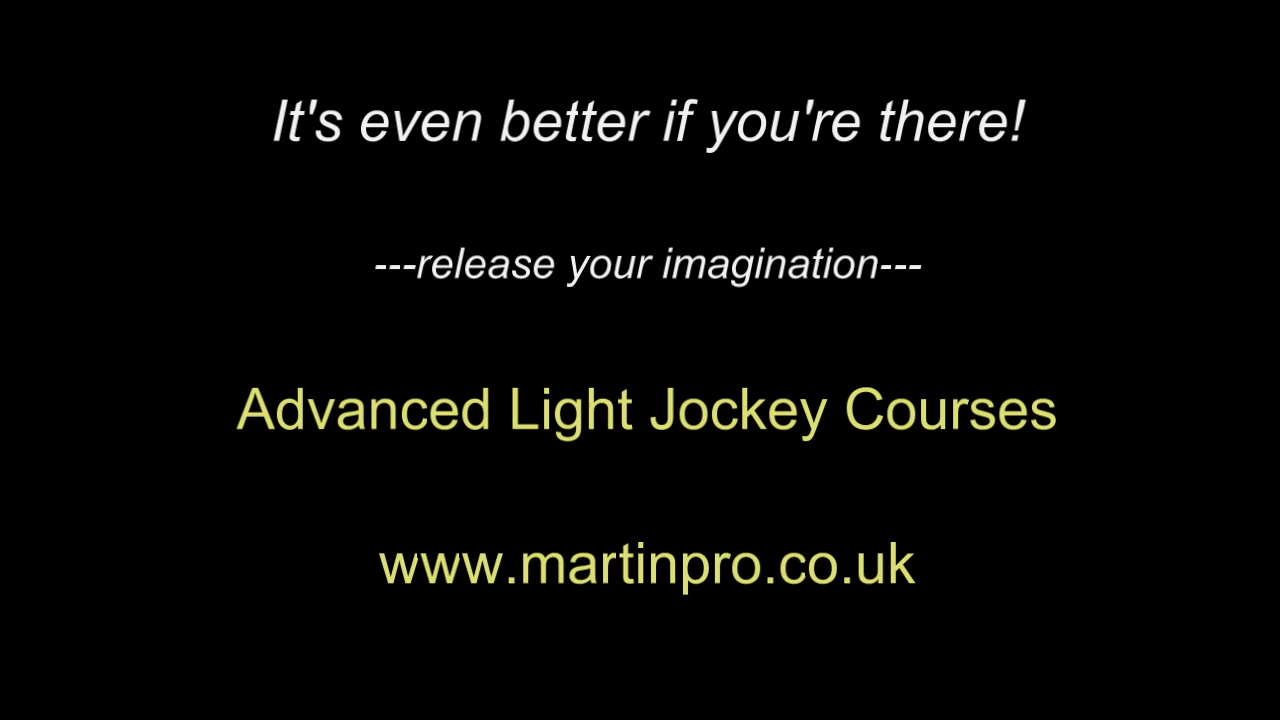 It's even better if you're there!
---release your imagination---
Advanced Light Jockey Courses
www.martinpro.co.uk